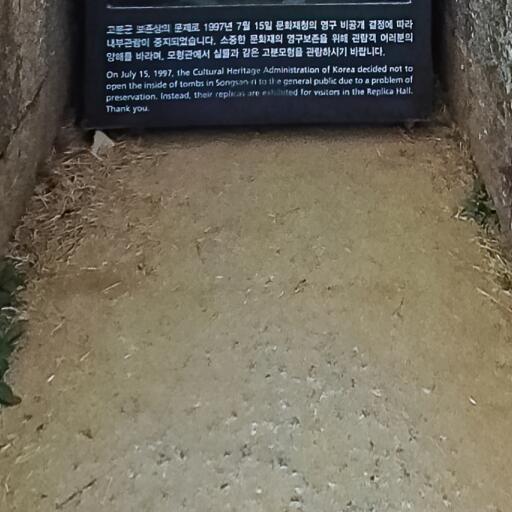 고분군 보존상의 문제로 1997년 7월 15일 문화재청의 영구 비공개 결정에 따라
내부관람이 중지되었습니다. 소중한 문화재의 영구보존을 위해 관람객 여러분의
양해를 바라며, 모형관에서 실물과 같은 고분모형을 관람하시기 바랍니다.
On July 15, 1997, the Cultural Heritage Administration of Korea decided not to
open the inside of tombs in Songsan-ri to the general public due to a problem of
preservation. Instead, their replicas are exhibited for visitors in the Replica Hall.
Thank you.